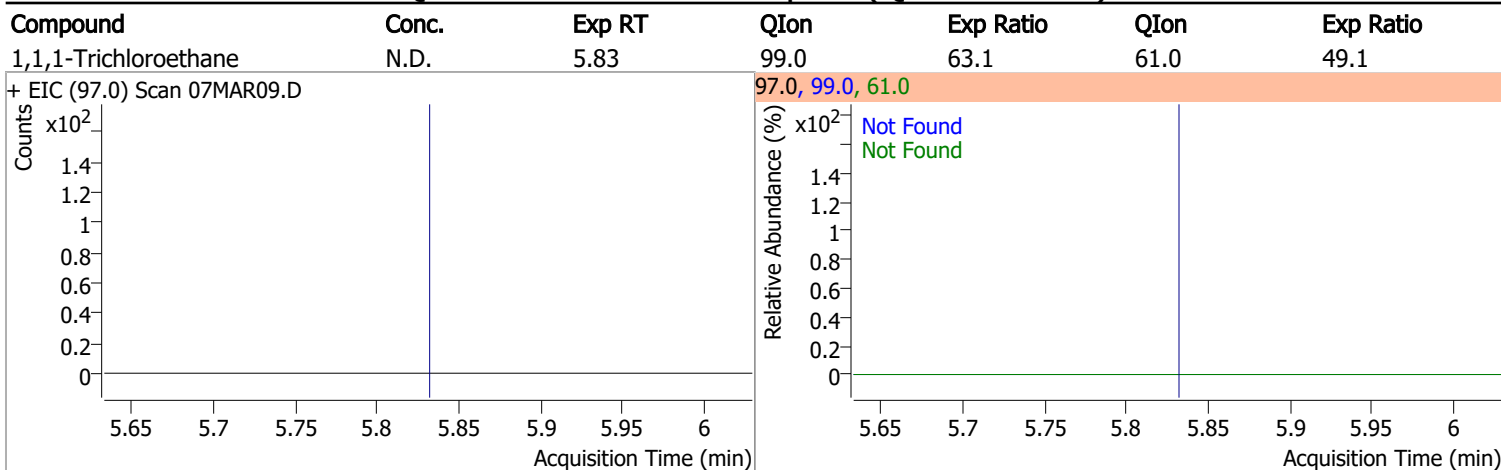 Compound Conc. Exp RT QIon Exp Ratio QIon Exp Ratio
1,1,1-Trichloroethane N.D. 5.83 99.0 63.1 61.0 49.1
+ EIC (97.0) Scan 07MAR09.D
Counts
x10²
1.4
1.2
1
0.8
0.6
0.4
0.2
0
5.65 5.7 5.75 5.8 5.85 5.9 5.95 6
Acquisition Time (min)
97.0, 99.0, 61.0
Relative Abundance (%)
x10²
Not Found
Not Found
1.4
1.2
1
0.8
0.6
0.4
0.2
0
5.65 5.7 5.75 5.8 5.85 5.9 5.95 6
Acquisition Time (min)